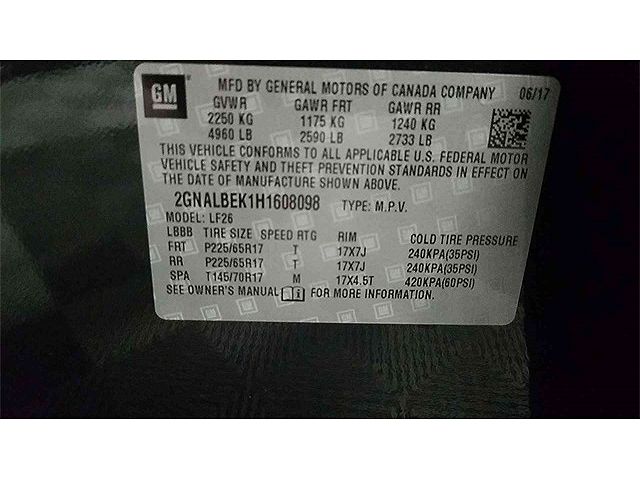 GM
MFD BY GENERAL MOTORS OF CANADA COMPANY 06/17
GVWR GAWR FRT GAWR RR
2250 KG 1175 KG 1240 KG
4960 LB 2590 LB 2733 LB
THIS VEHICLE CONFORMS TO ALL APPLICABLE U.S. FEDERAL MOTOR
VEHICLE SAFETY AND THEFT PREVENTION STANDARDS IN EFFECT ON
THE DATE OF MANUFACTURE SHOWN ABOVE.
2GNALBEK1H1608098 TYPE: M.P.V.
MODEL: LF26
LBBB TIRE SIZE SPEED RTG RIM COLD TIRE PRESSURE
FRT P225/65R17 T 17X7J 240KPA(35PSI)
RR P225/65R17 T 17X7J 240KPA(35PSI)
SPA T145/70R17 M 17X4.5T 420KPA(60PSI)
SEE OWNER'S MANUAL FOR MORE INFORMATION.